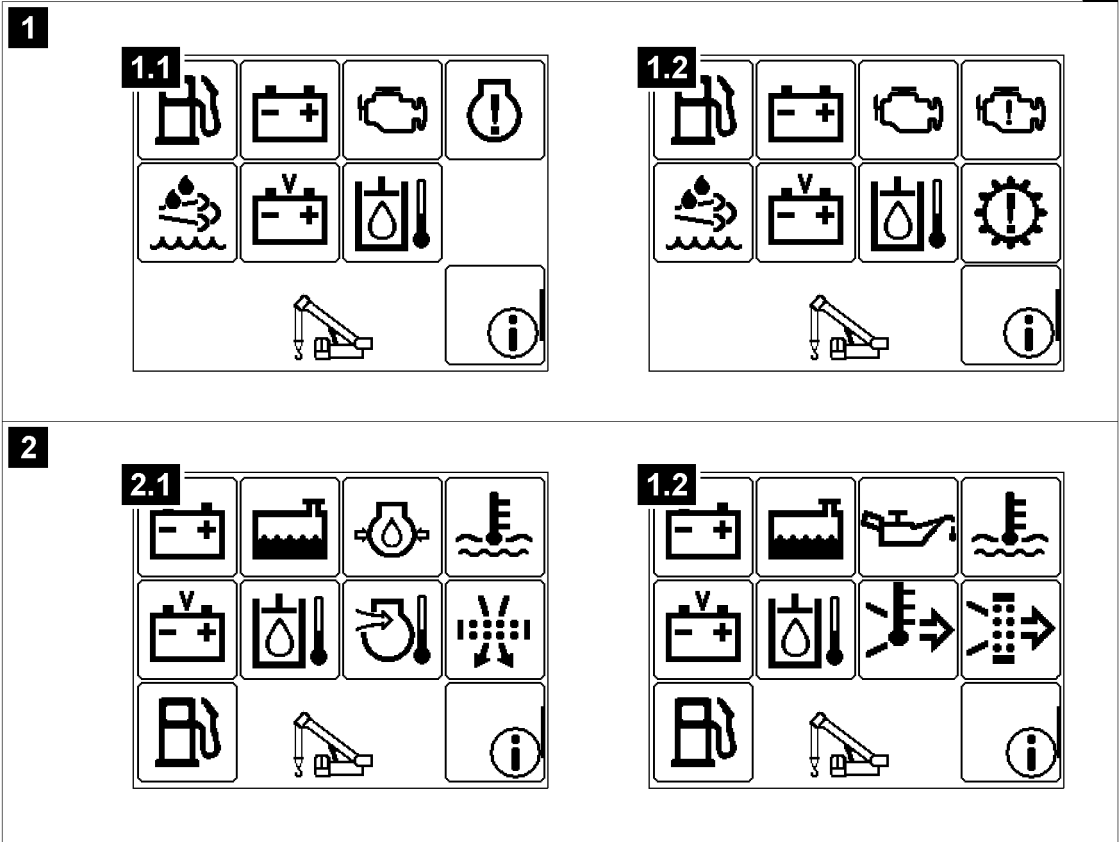 1
1.1
1.2
- + ! !
V V
- + - + !
i i
2
2.1
1.2
- + - +
V V
- + - +
i i